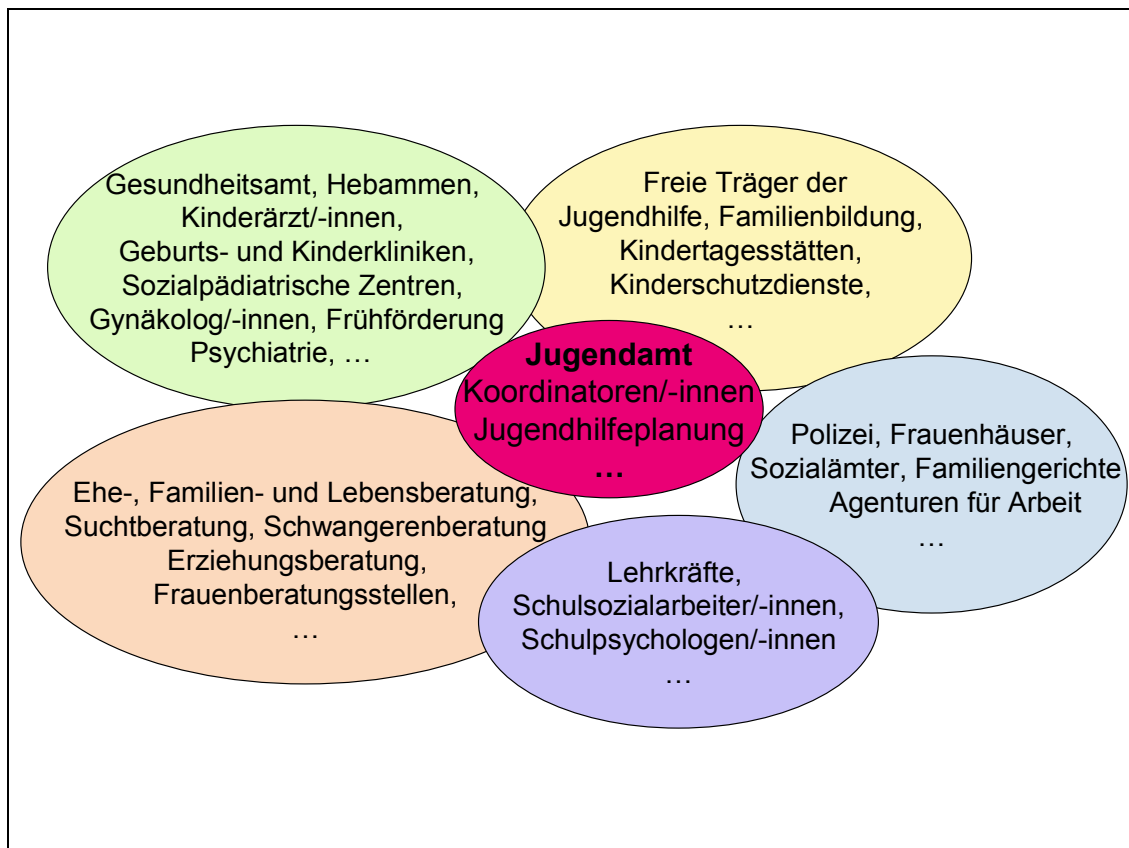 Gesundheitsamt, Hebammen,
Kinderärzt/-innen,
Geburts- und Kinderkliniken,
Sozialpädiatrische Zentren,
Gynäkolog/-innen, Frühförderung
Psychiatrie, …
Freie Träger der
Jugendhilfe, Familienbildung,
Kindertagesstätten,
Kinderschutzdienste,
…
Jugendamt
Koordinatoren/-innen
Jugendhilfeplanung
…
Polizei, Frauenhäuser,
Sozialämter, Familiengerichte
Agenturen für Arbeit
…
Ehe-, Familien- und Lebensberatung,
Suchtberatung, Schwangerenberatung
Erziehungsberatung,
Frauenberatungsstellen,
…
Lehrkräfte,
Schulsozialarbeiter/-innen,
Schulpsychologen/-innen
…